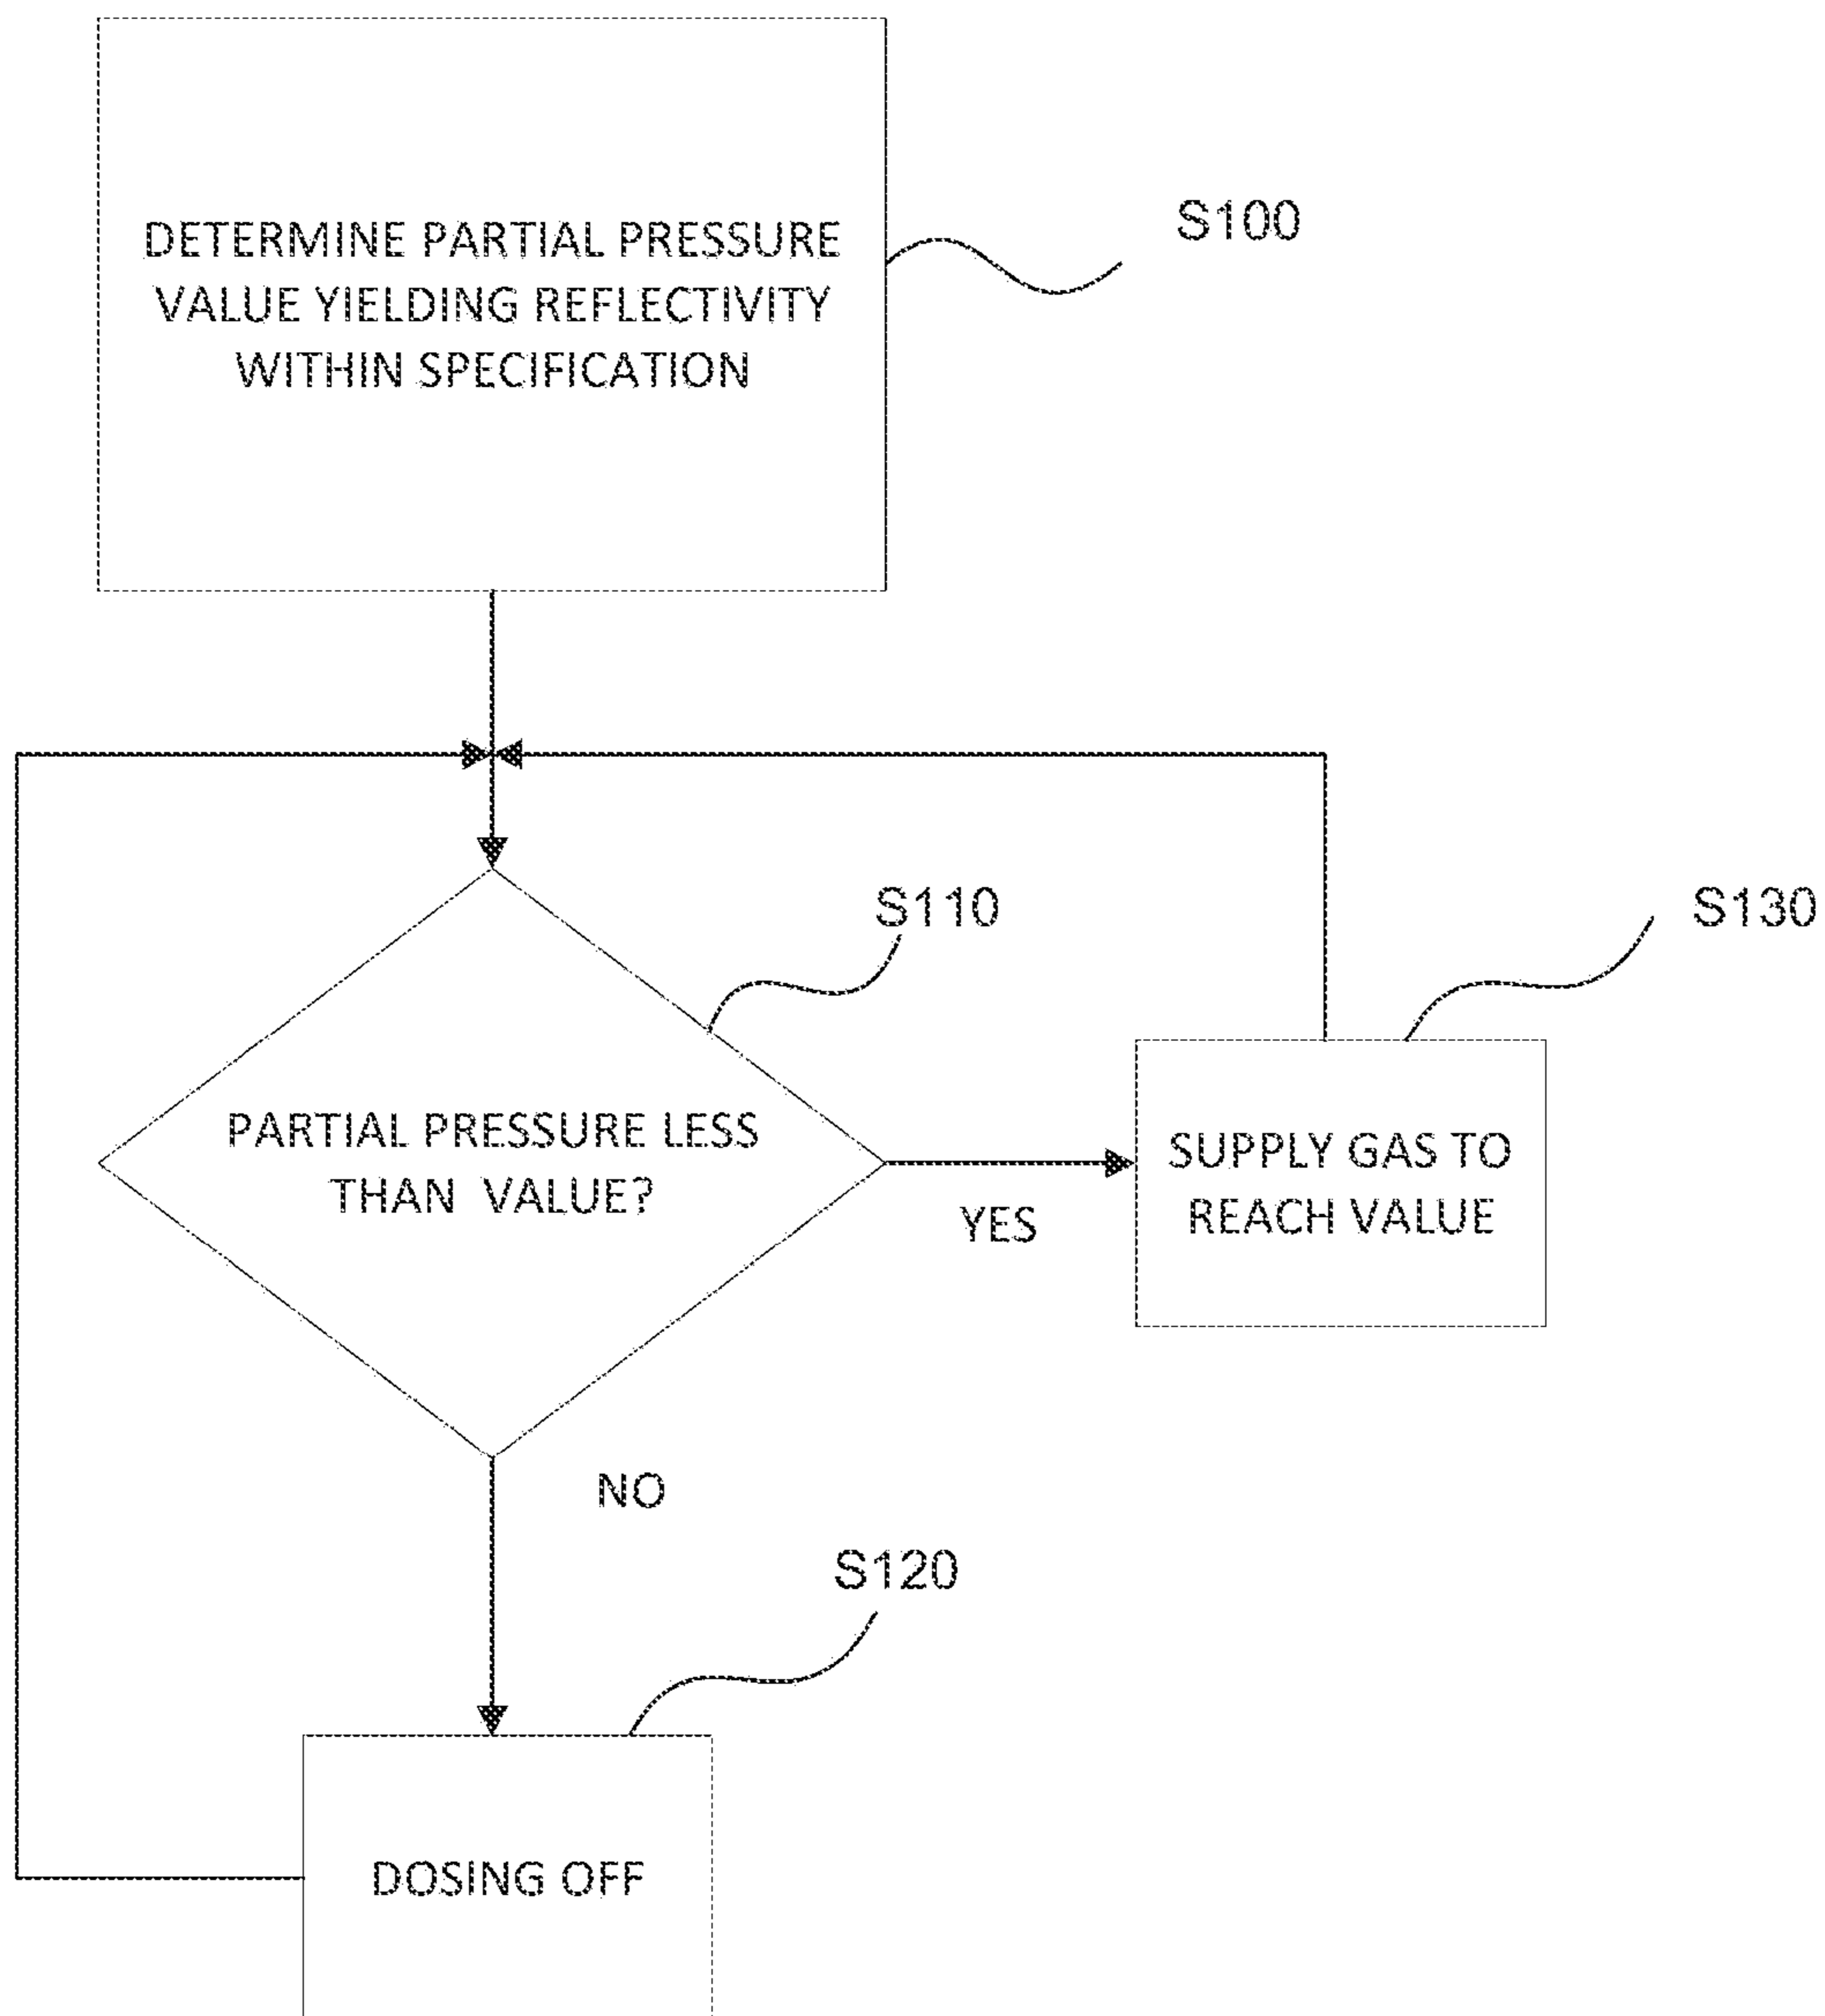 DETERMINE PARTIAL PRESSURE
VALUE YIELDING REFLECTIVITY
WITHIN SPECIFICATION
S100
S110
S130
PARTIAL PRESSURE LESS
THAN VALUE?
YES
SUPPLY GAS TO
REACH VALUE
NO
S120
DOSING OFF